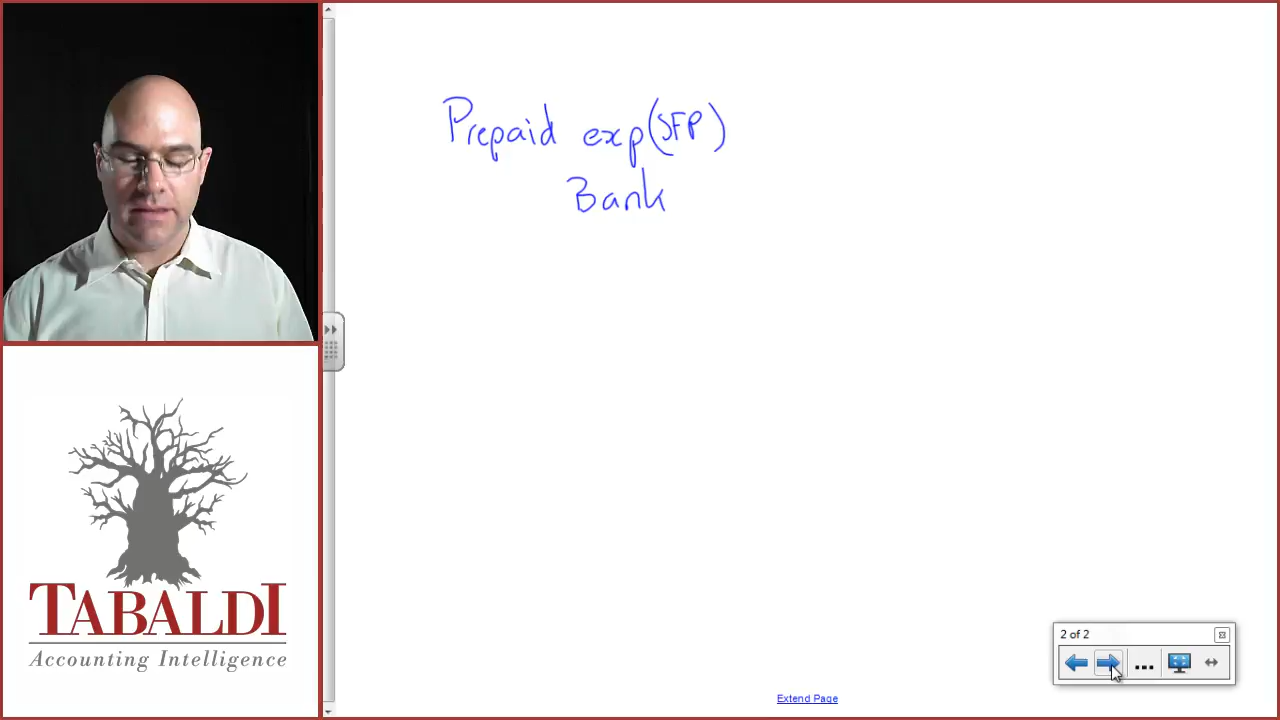 Prepaid exp(SFP)
Bank
TABALDI
Accounting Intelligence
2 of 2
...
Extend Page